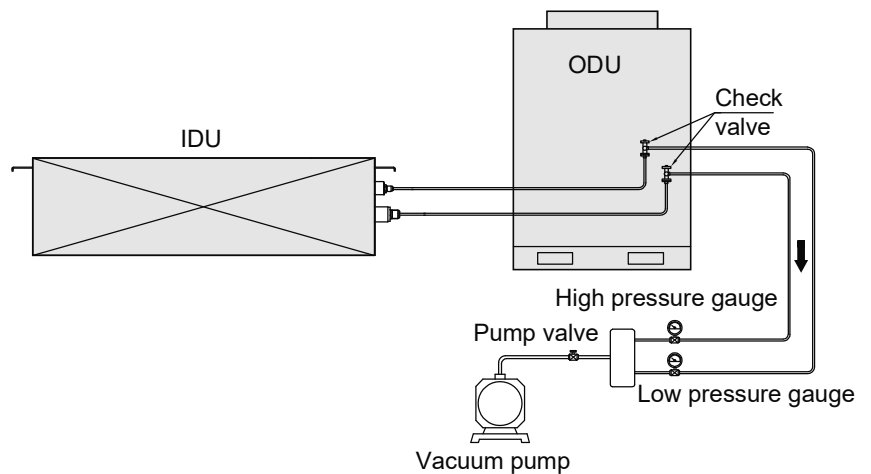 ODU
Check
valve
IDU
High pressure gauge
Pump valve
Low pressure gauge
Vacuum pump